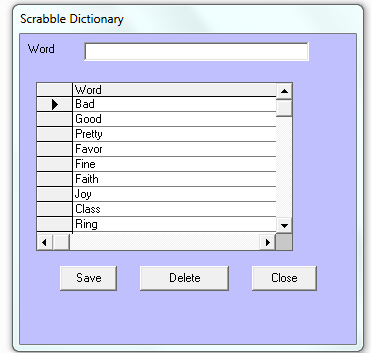 Scrabble Dictionary
Word
Word
Bad
Good
Pretty
Favor
Fine
Faith
Joy
Class
Ring
Save Delete Close